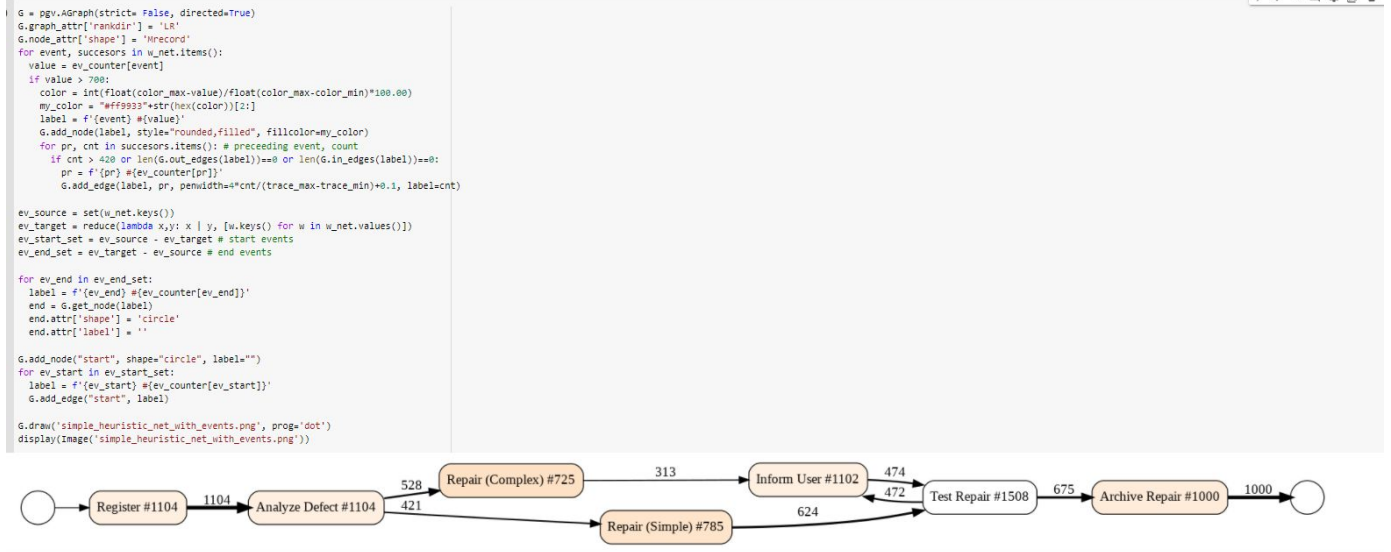 G = pgv.AGraph(strict= False, directed=True)
G.graph_attr['rankdir'] = 'LR'
G.node_attr['shape'] = 'Mrecord'
for event, succesors in w_net.items():
  value = ev_counter[event]
  if value > 700:
    color = int(float(color_max-value)/float(color_max-color_min)*100.00)
    my_color = "#ff9933"+str(hex(color))[2:]
    label = f'{event} #{value}'
    G.add_node(label, style="rounded,filled", fillcolor=my_color)
    for pr, cnt in succesors.items(): # preceeding event, count
      if cnt > 420 or len(G.out_edges(label))==0 or len(G.in_edges(label))==0:
        pr = f'{pr} #{ev_counter[pr]}'
        G.add_edge(label, pr, penwidth=4*cnt/(trace_max-trace_min)+0.1, label=cnt)
ev_source = set(w_net.keys())
ev_target = reduce(lambda x,y: x | y, [w.keys() for w in w_net.values()])
ev_start_set = ev_source - ev_target # start events
ev_end_set = ev_target - ev_source # end events
for ev_end in ev_end_set:
  label = f'{ev_end} #{ev_counter[ev_end]}'
  end = G.get_node(label)
  end.attr['shape'] = 'circle'
  end.attr['label'] = ''
G.add_node("start", shape="circle", label="")
for ev_start in ev_start_set:
  label = f'{ev_start} #{ev_counter[ev_start]}'
  G.add_edge("start", label)
G.draw('simple_heuristic_net_with_events.png', prog='dot')
display(Image('simple_heuristic_net_with_events.png'))
Register #1104
1104
Analyze Defect #1104
528
421
Repair (Complex) #725
313
Repair (Simple) #785
Inform User #1102
474
472
624
Test Repair #1508
675
Archive Repair #1000
1000